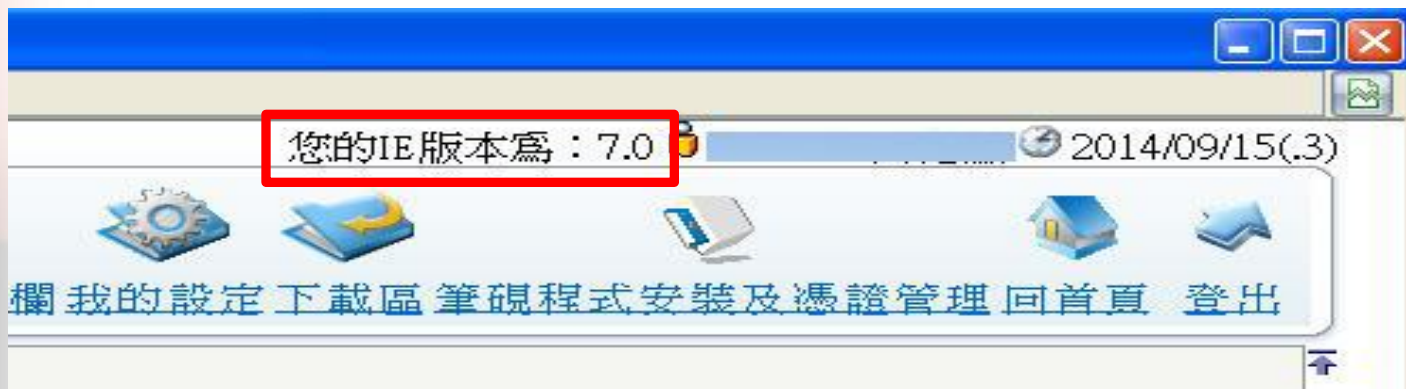 您的IE版本為：7.0 2014/09/15(.3)
欄 我的設定 下載區 筆硯程式安裝及憑證管理 回首頁 登出